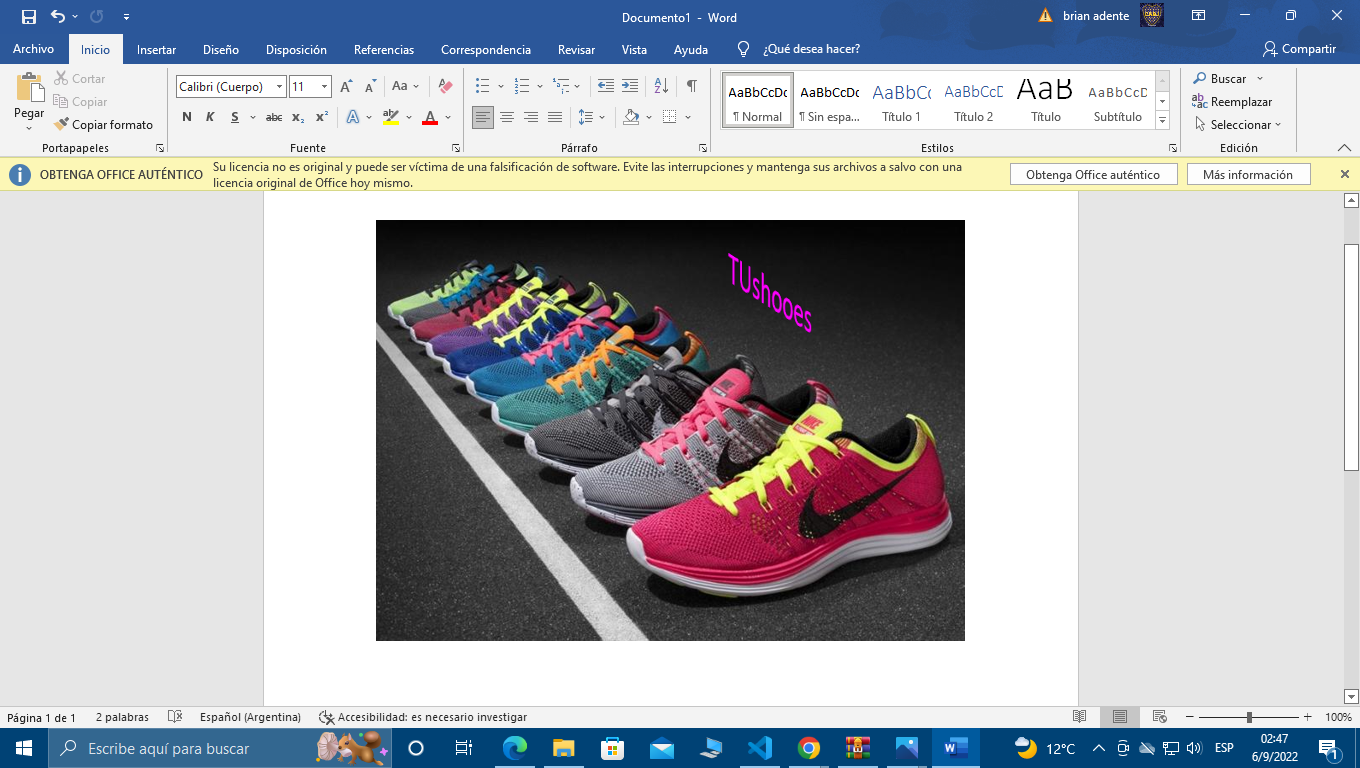 Documento1 - Word
brian adente
Archivo
Inicio
Insertar
Diseño
Disposición
Referencias
Correspondencia
Revisar
Vista
Ayuda
¿Qué desea hacer?
Compartir
Pegar
Cortar
Copiar
Copiar formato
Portapapeles
Calibri (Cuerpo)
11
Aa
N K S abc x₂ x²
Fuente
Párrafo
AaBbCcDc
¶ Normal
AaBbCcDc
¶ Sin espa...
AaBbCc
Título 1
AaBbCcD
Título 2
AaB
Título
AaBbCcD
Subtítulo
Estilos
Buscar
Reemplazar
Seleccionar
Edición
OBTENGA OFFICE AUTÉNTICO
Su licencia no es original y puede ser víctima de una falsificación de software. Evite las interrupciones y mantenga sus archivos a salvo con una
licencia original de Office hoy mismo.
Obtenga Office auténtico
Más información
TUshooes
Página 1 de 1
2 palabras
Español (Argentina)
Accesibilidad: es necesario investigar
100%
Escribe aquí para buscar
12°C
ESP
02:47
6/9/2022
1